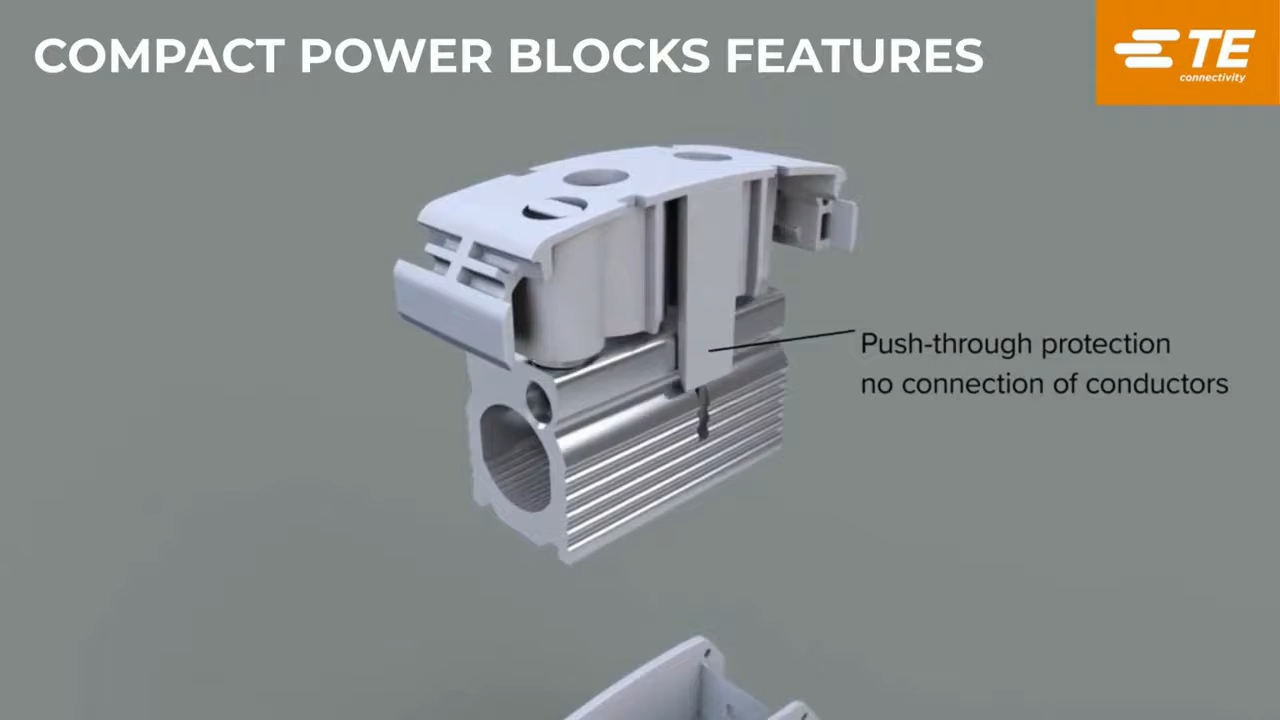 COMPACT POWER BLOCKS FEATURES
TE
connectivity
Push-through protection
no connection of conductors